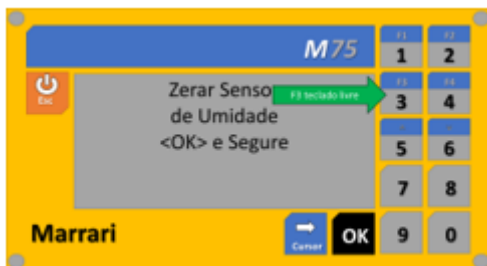 M75
F1
F2
1
2
Esc
Zerar Senso
de Umidade
<OK> e Segure
F3 teclado livre
F3
F4
3
4
5
6
7
8
Marrari
Cursor
OK
9
0